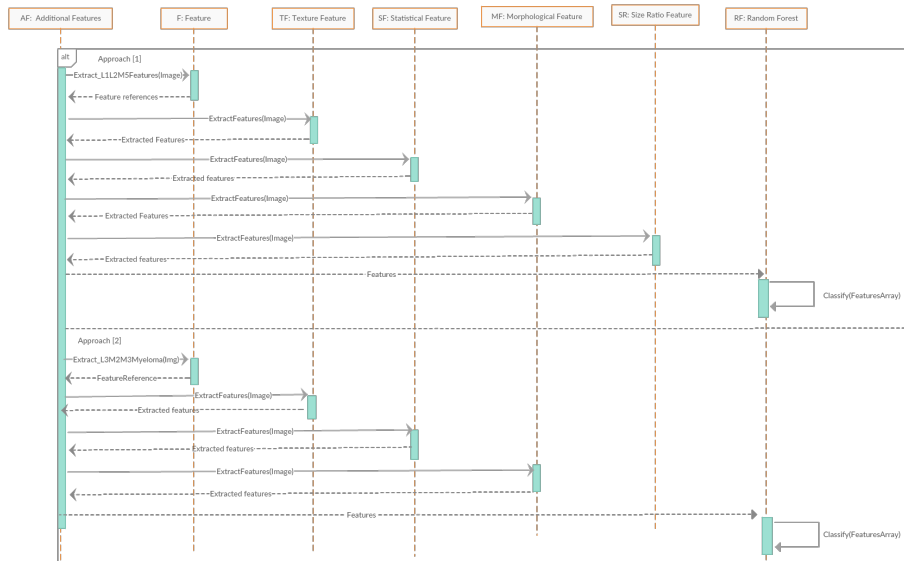 AF: Additional Features
F: Feature
TF: Texture Feature
SF: Statistical Feature
MF: Morphological Feature
SR: Size Ratio Feature
RF: Random Forest
alt
Approach [1]
Extract_L1L2M5Features(Image)
Feature references
ExtractFeatures(Image)
Extracted Features
ExtractFeatures(Image)
Extracted features
ExtractFeatures(Image)
Extracted Features
ExtractFeatures(Image)
Extracted features
Features
Classify(FeaturesArray)
Approach [2]
Extract_L3M2M3Myeloma(Img)
FeatureReference
ExtractFeatures(Image)
Extracted features
ExtractFeatures(Image)
Extracted features
ExtractFeatures(Image)
Extracted features
Features
Classify(FeaturesArray)